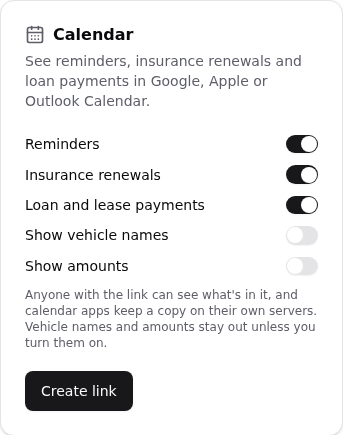 Calendar
See reminders, insurance renewals and
loan payments in Google, Apple or
Outlook Calendar.
Reminders
Insurance renewals
Loan and lease payments
Show vehicle names
Show amounts
Anyone with the link can see what's in it, and
calendar apps keep a copy on their own servers.
Vehicle names and amounts stay out unless you
turn them on.
Create link